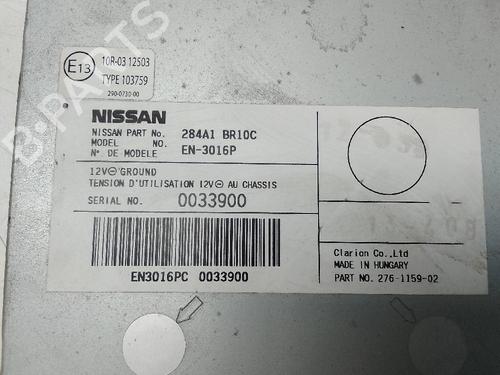 E13
10R-03 12503
TYPE 103759
290-0730-00
NISSAN
NISSAN PART No. 284A1 BR10C
MODEL NO.
N°. DE MODELE EN-3016P
12V⊖ GROUND
TENSION D'UTILISATION 12V⊖ AU CHASSIS
SERIAL NO. 0033900
EN3016PC 0033900
Clarion Co.,Ltd
MADE IN HUNGARY
PART NO. 276-1159-02
B-PARTS